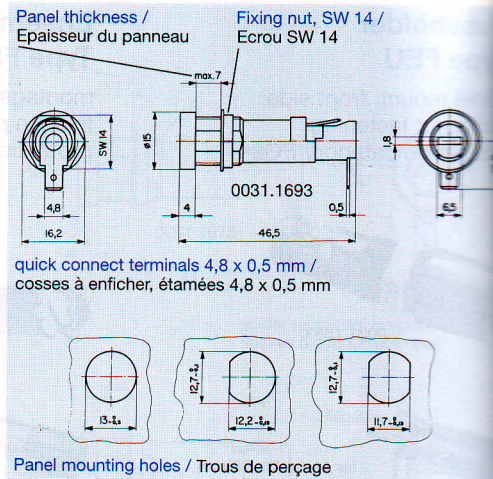 Panel thickness /
Epaisseur du panneau
Fixing nut, SW 14 /
Ecrou SW 14
max. 7
SW 14
ø15
1,8
0031.1693
4,8
4
0,5
6,5
16,2
46,5
quick connect terminals 4,8 x 0,5 mm /
cosses à enficher, étamées 4,8 x 0,5 mm
12,7
12,7
13
12,2
11,7
Panel mounting holes / Trous de perçage